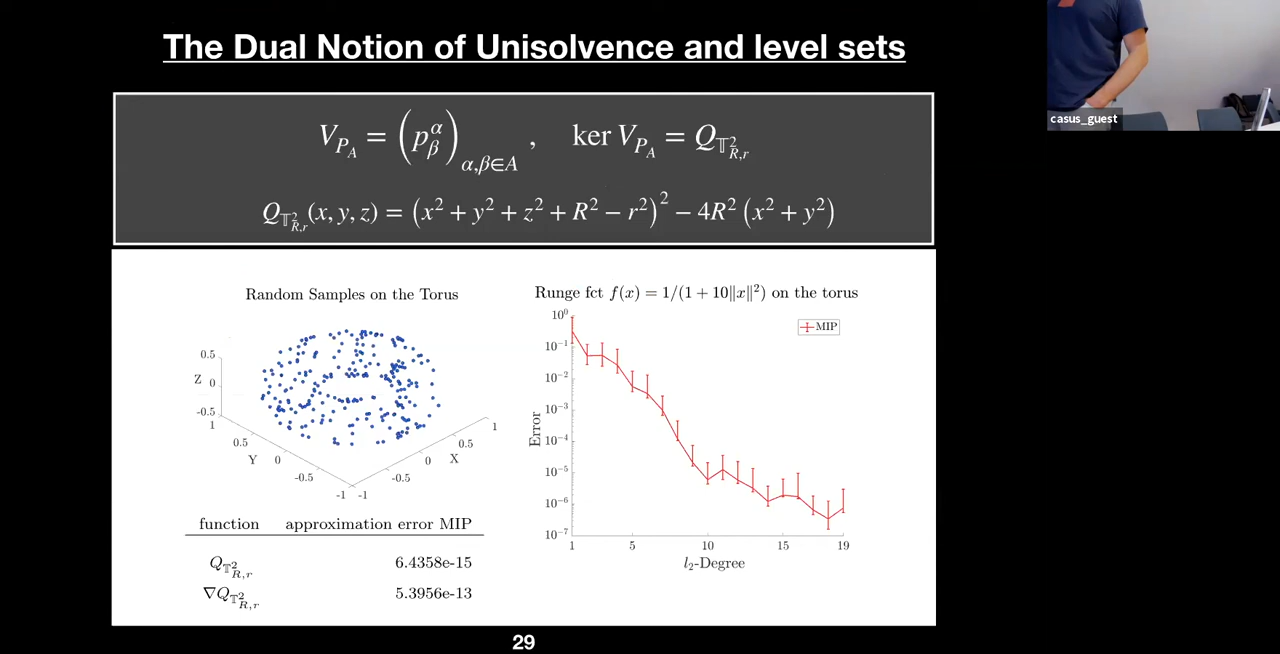 The Dual Notion of Unisolvence and level sets
casus_guest
V_{P_A} = (p_β^α)_{α,β∈A} , ker V_{P_A} = Q_{𝕋²_{R,r}}
Q_{𝕋²_{R,r}}(x, y, z) = (x² + y² + z² + R² − r²)² − 4R² (x² + y²)
Random Samples on the Torus
0.5
Z 0
-0.5
1
0.5
Y 0
-0.5
-1
-1
-0.5
0 X
0.5
1
function approximation error MIP
Q_{𝕋²_{R,r}} 6.4358e-15
∇Q_{𝕋²_{R,r}} 5.3956e-13
Runge fct f(x) = 1/(1 + 10‖x‖²) on the torus
MIP
10⁰
10⁻¹
10⁻²
10⁻³
10⁻⁴
10⁻⁵
10⁻⁶
10⁻⁷
Error
1 5 10 15 19
l₂-Degree
29